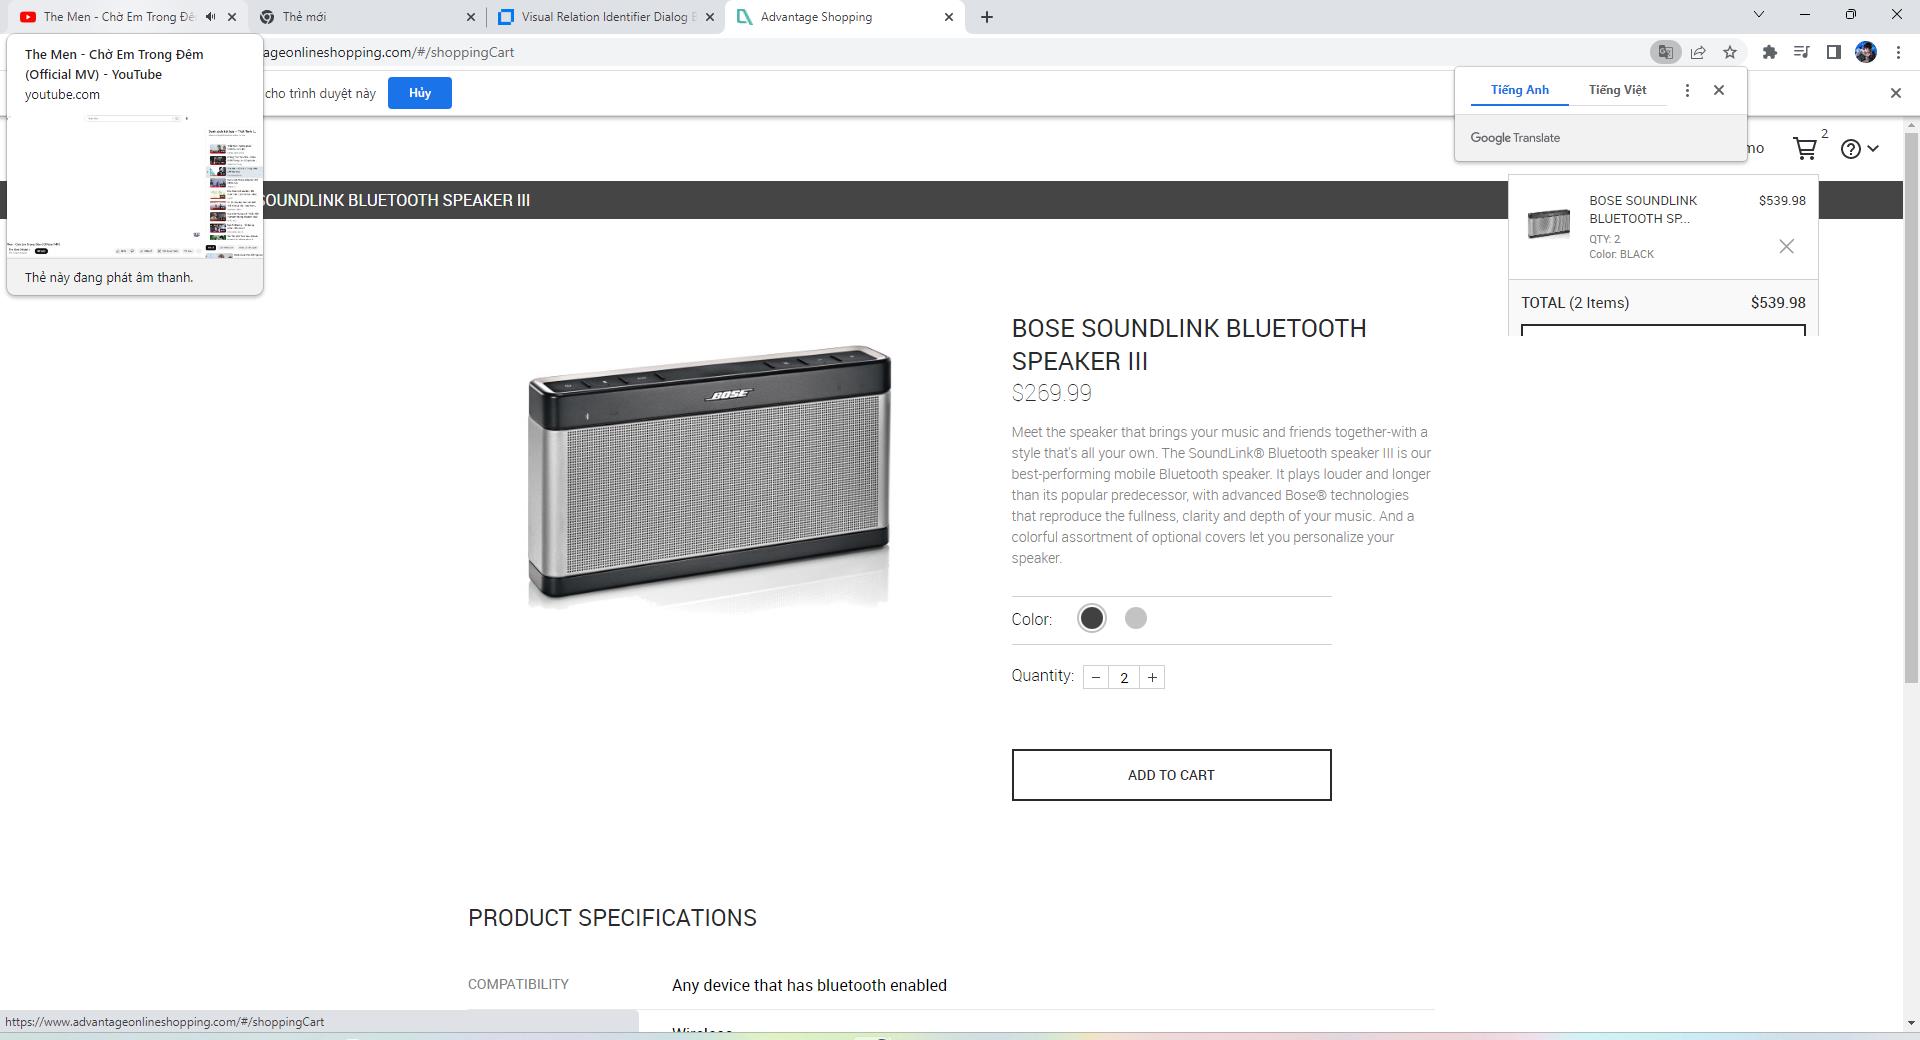 The Men - Chờ Em Trong Đê
Thẻ mới
Visual Relation Identifier Dialog
Advantage Shopping
ageonlineshopping.com/#/shoppingCart
The Men - Chờ Em Trong Đêm
(Official MV) - YouTube
youtube.com
Thẻ này đang phát âm thanh.
cho trình duyệt này
Hủy
Tiếng Anh
Tiếng Việt
Google Translate
mo
2
SOUNDLINK BLUETOOTH SPEAKER III
BOSE SOUNDLINK
BLUETOOTH SP...
$539.98
QTY: 2
Color: BLACK
TOTAL (2 Items)
$539.98
BOSE
BOSE SOUNDLINK BLUETOOTH
SPEAKER III
$269.99
Meet the speaker that brings your music and friends together-with a
style that's all your own. The SoundLink® Bluetooth speaker III is our
best-performing mobile Bluetooth speaker. It plays louder and longer
than its popular predecessor, with advanced Bose® technologies
that reproduce the fullness, clarity and depth of your music. And a
colorful assortment of optional covers let you personalize your
speaker.
Color:
Quantity:
− 2 +
ADD TO CART
PRODUCT SPECIFICATIONS
COMPATIBILITY
Any device that has bluetooth enabled
Wireless
https://www.advantageonlineshopping.com/#/shoppingCart